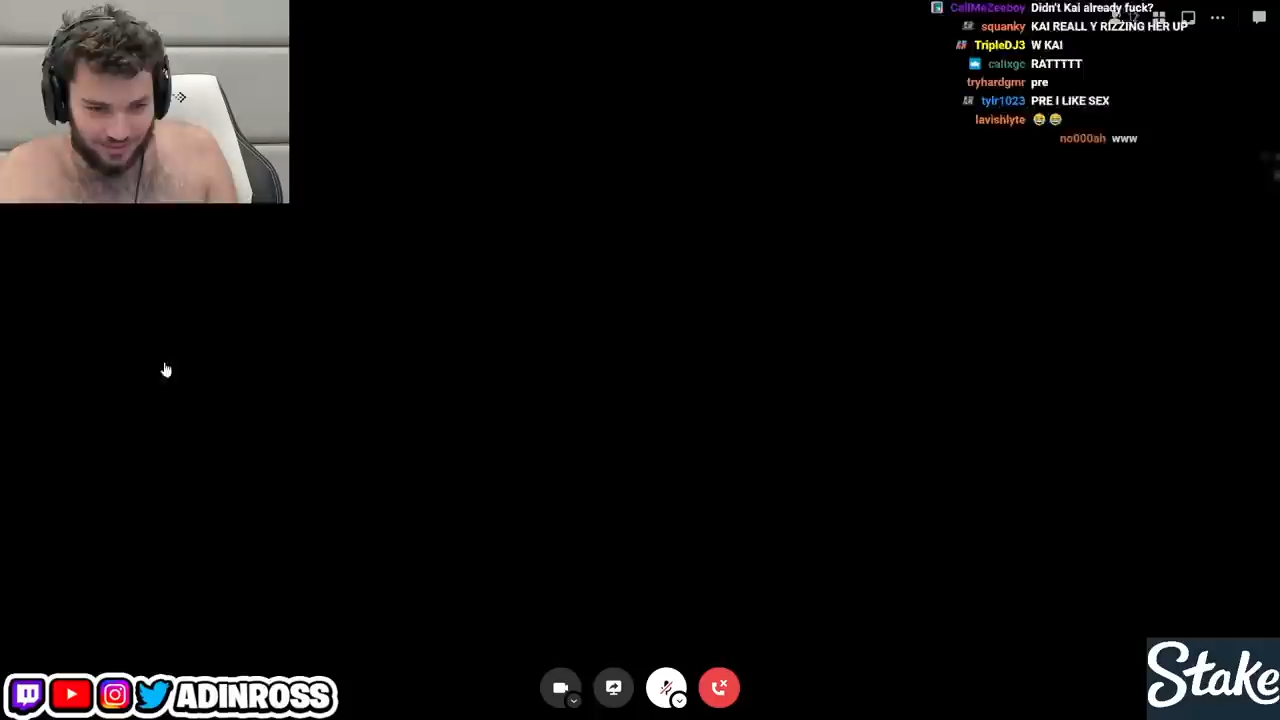 CallMeZeeboy Didn't Kai already fuck?
squanky KAI REALL Y RIZZING HER UP
TripleDJ3 W KAI
calixgc RATTTTT
tryhardgmr pre
tylr1023 PRE I LIKE SEX
lavishlyte
no000ah www
ADINROSS
Stake